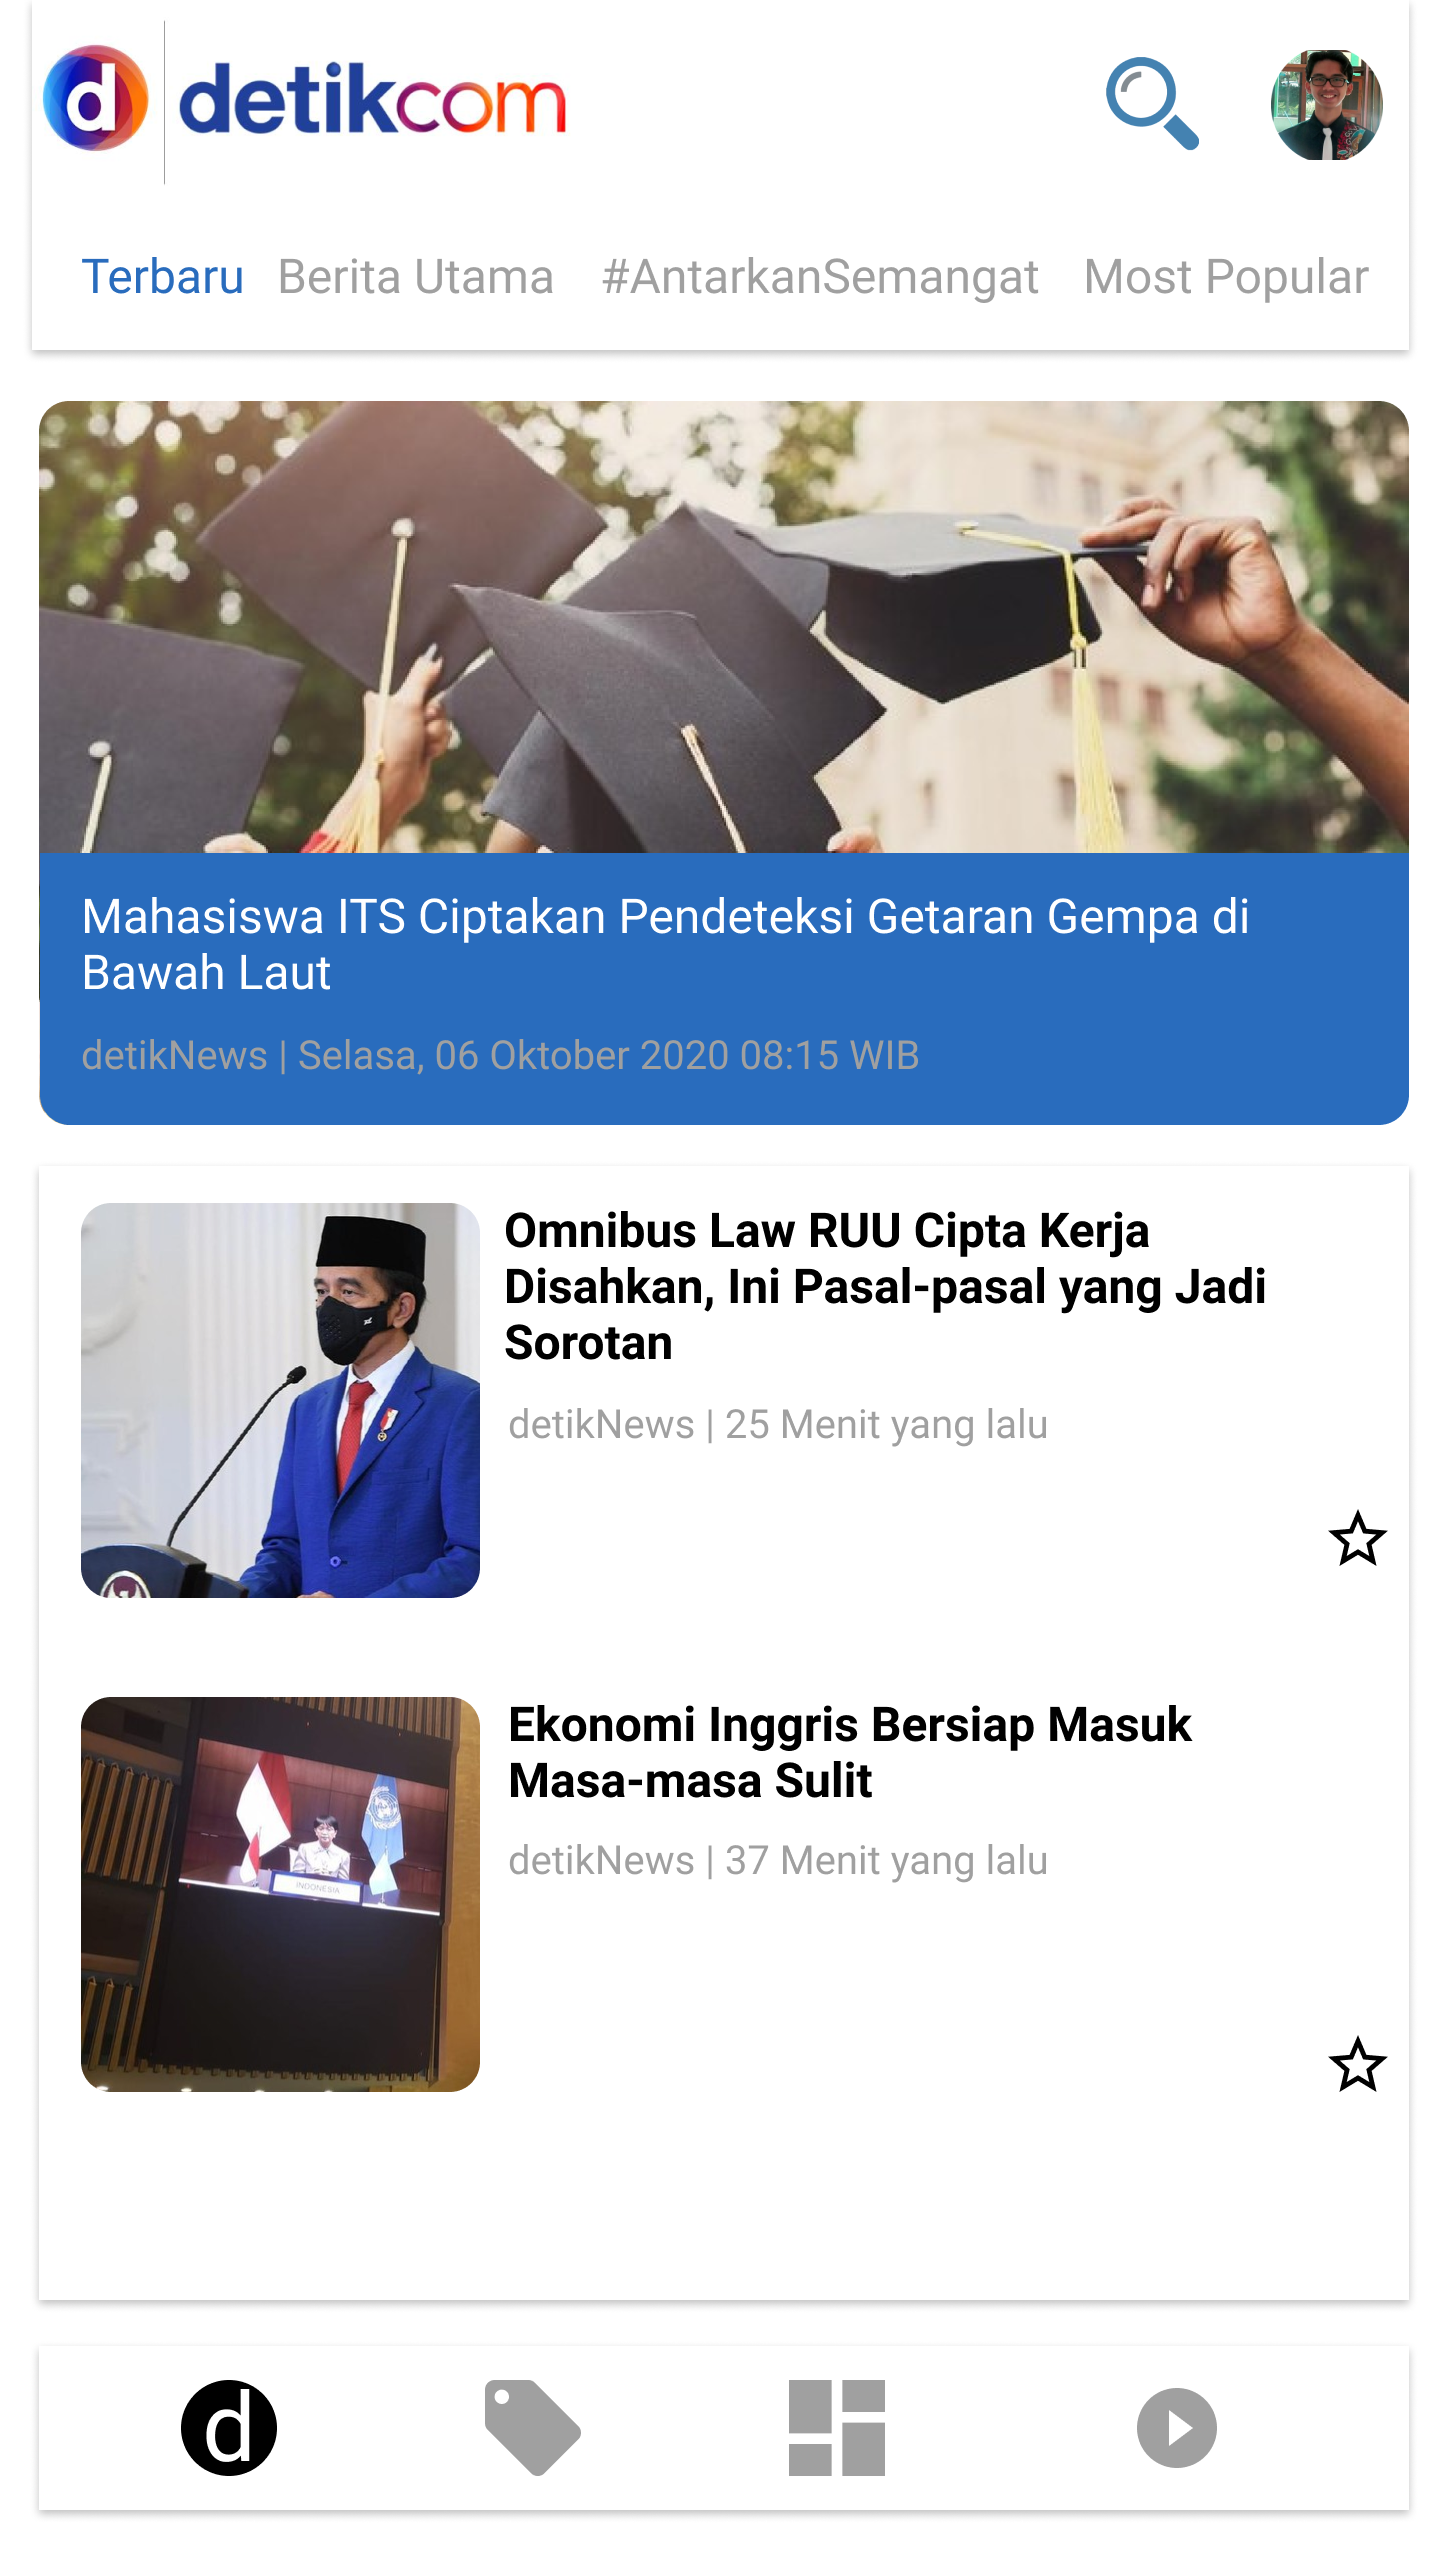 d detikcom
Terbaru Berita Utama #AntarkanSemangat Most Popular
Mahasiswa ITS Ciptakan Pendeteksi Getaran Gempa di
Bawah Laut
detikNews | Selasa, 06 Oktober 2020 08:15 WIB
Omnibus Law RUU Cipta Kerja
Disahkan, Ini Pasal-pasal yang Jadi
Sorotan
detikNews | 25 Menit yang lalu
Ekonomi Inggris Bersiap Masuk
Masa-masa Sulit
detikNews | 37 Menit yang lalu
INDONESIA
d